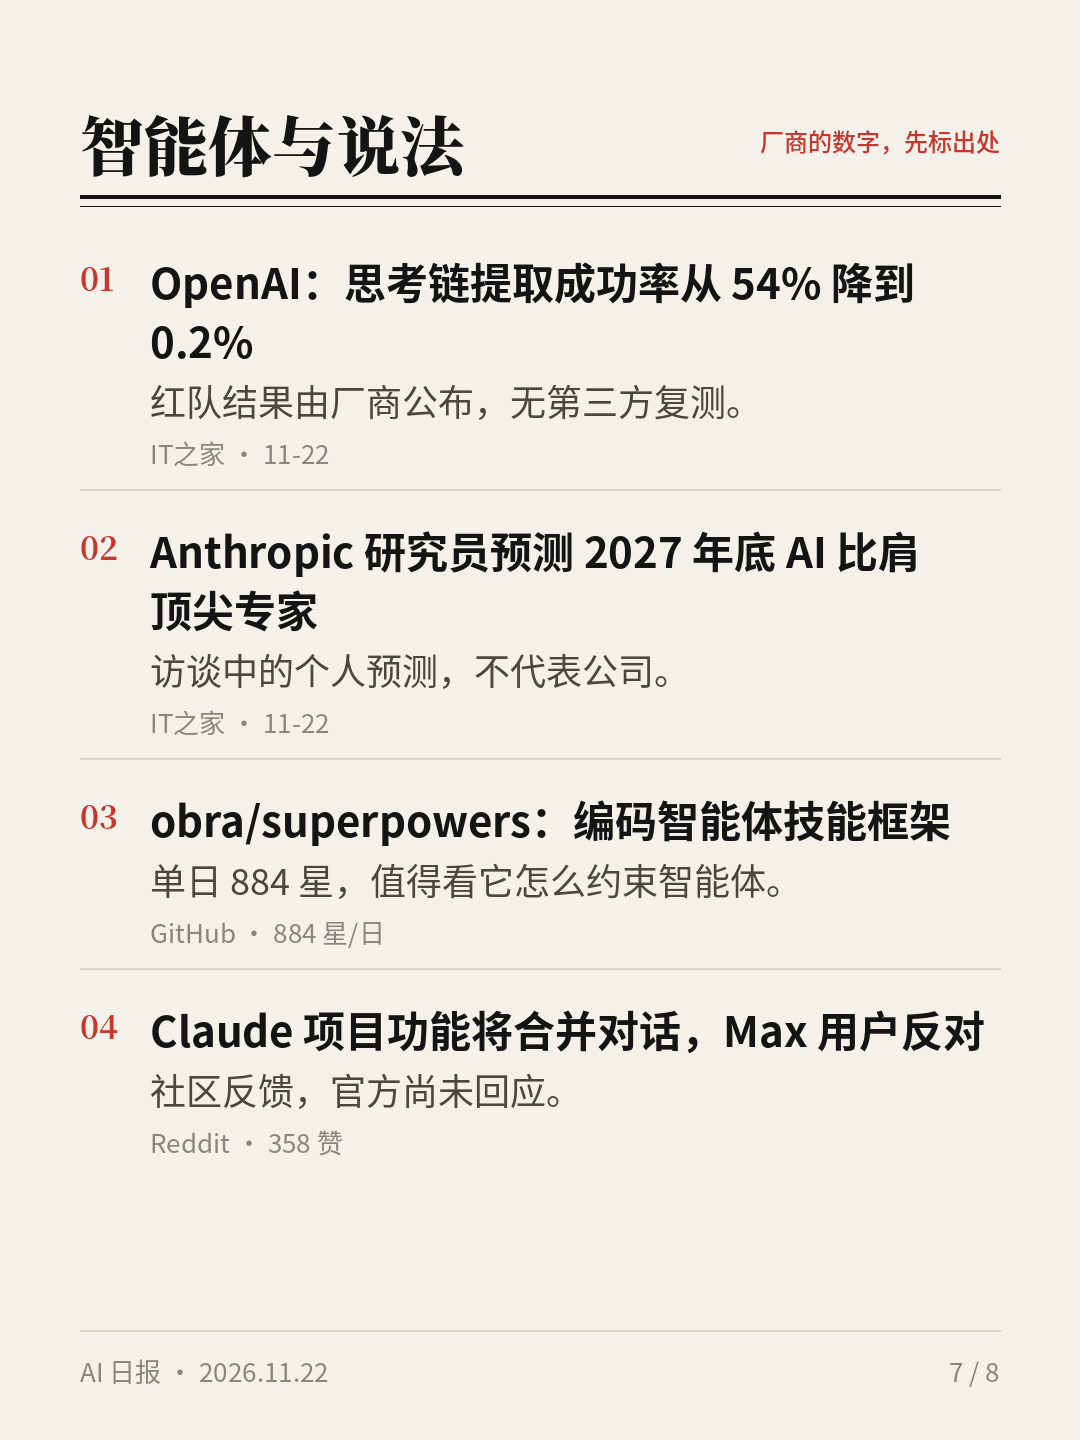 智能体与说法
厂商的数字，先标出处
01
OpenAI：思考链提取成功率从 54% 降到
0.2%
红队结果由厂商公布，无第三方复测。
IT之家 · 11-22
02
Anthropic 研究员预测 2027 年底 AI 比肩
顶尖专家
访谈中的个人预测，不代表公司。
IT之家 · 11-22
03
obra/superpowers：编码智能体技能框架
单日 884 星，值得看它怎么约束智能体。
GitHub · 884 星/日
04
Claude 项目功能将合并对话，Max 用户反对
社区反馈，官方尚未回应。
Reddit · 358 赞
AI 日报 · 2026.11.22
7 / 8